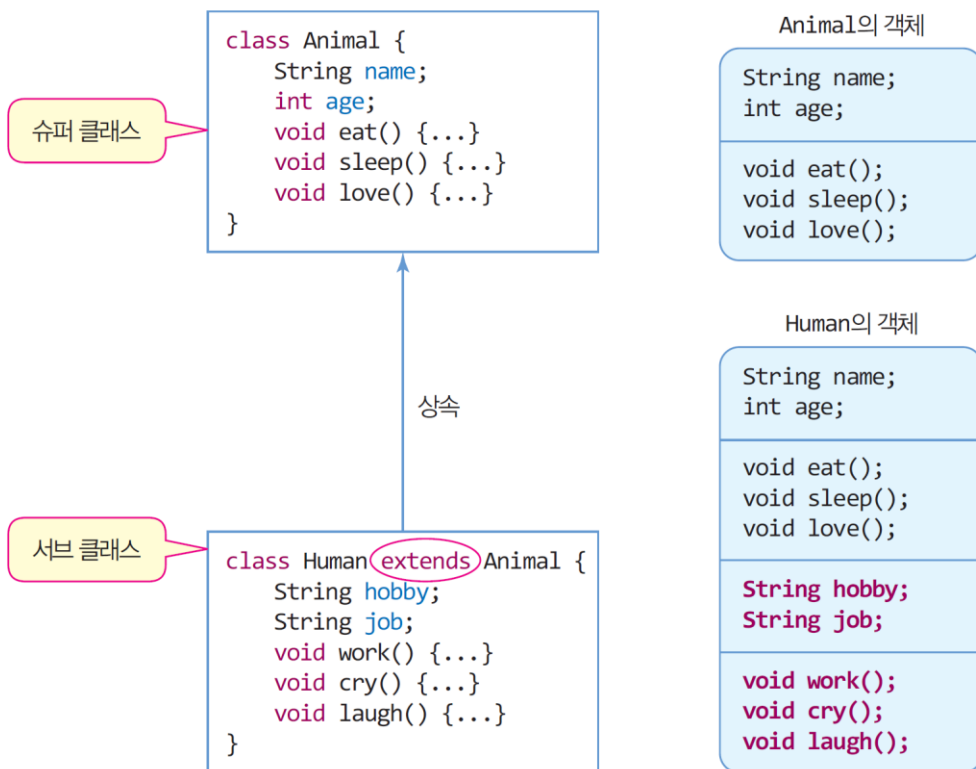 슈퍼 클래스
class Animal {
String name;
int age;
void eat() {...}
void sleep() {...}
void love() {...}
}
Animal의 객체
String name;
int age;
void eat();
void sleep();
void love();
상속
서브 클래스
class Human extends Animal {
String hobby;
String job;
void work() {...}
void cry() {...}
void laugh() {...}
}
Human의 객체
String name;
int age;
void eat();
void sleep();
void love();
String hobby;
String job;
void work();
void cry();
void laugh();